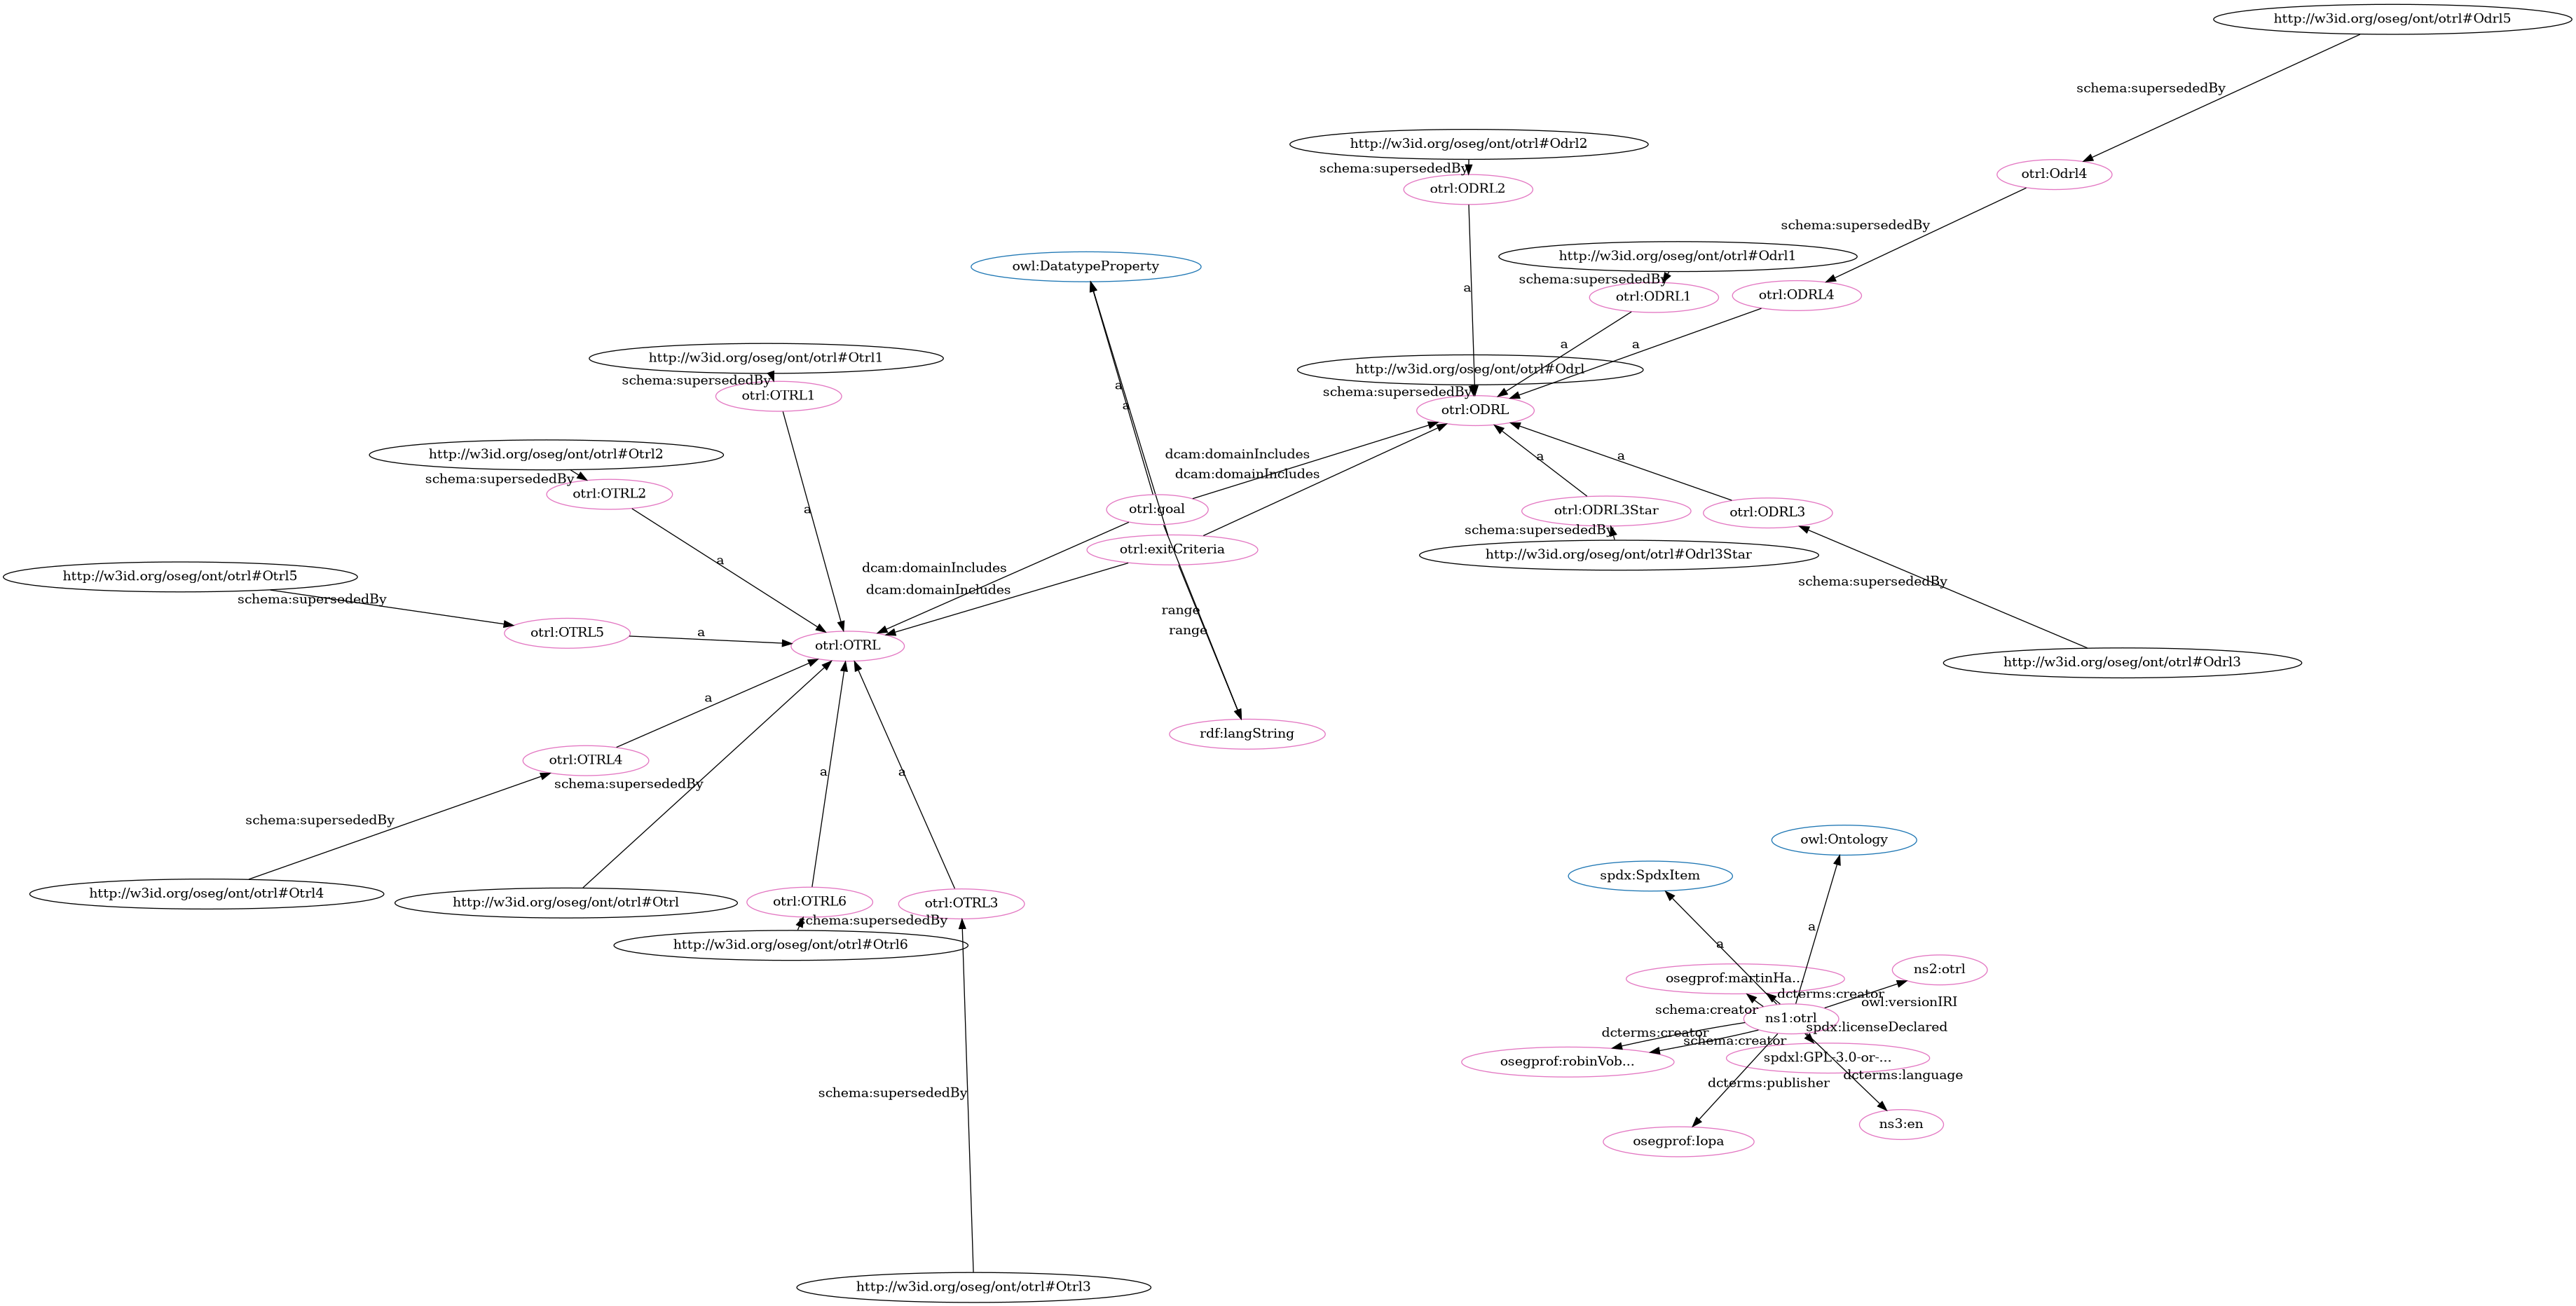 http://w3id.org/oseg/ont/otrl#Odrl5
schema:supersededBy
http://w3id.org/oseg/ont/otrl#Odrl2
schema:supersededBy
otrl:Odrl4
otrl:ODRL2
schema:supersededBy
http://w3id.org/oseg/ont/otrl#Odrl1
owl:DatatypeProperty
schema:supersededBy
a
otrl:ODRL1
otrl:ODRL4
a
a
http://w3id.org/oseg/ont/otrl#Otrl1
http://w3id.org/oseg/ont/otrl#Odrl
schema:supersededBy
a
schema:supersededBy
otrl:OTRL1
a
otrl:ODRL
http://w3id.org/oseg/ont/otrl#Otrl2
dcam:domainIncludes
a
a
schema:supersededBy
dcam:domainIncludes
otrl:OTRL2
a
otrl:goal
otrl:ODRL3Star
otrl:ODRL3
schema:supersededBy
otrl:exitCriteria
http://w3id.org/oseg/ont/otrl#Odrl3Star
a
dcam:domainIncludes
http://w3id.org/oseg/ont/otrl#Otrl5
schema:supersededBy
dcam:domainIncludes
schema:supersededBy
range
otrl:OTRL5
a
range
otrl:OTRL
http://w3id.org/oseg/ont/otrl#Odrl3
a
rdf:langString
otrl:OTRL4
a
a
schema:supersededBy
schema:supersededBy
owl:Ontology
spdx:SpdxItem
http://w3id.org/oseg/ont/otrl#Otrl4
http://w3id.org/oseg/ont/otrl#Otrl
otrl:OTRL6
otrl:OTRL3
schema:supersededBy
a
http://w3id.org/oseg/ont/otrl#Otrl6
a
ns2:otrl
osegprof:martinHa...
dcterms:creator
owl:versionIRI
schema:creator
ns1:otrl
spdx:licenseDeclared
dcterms:creator
schema:creator
osegprof:robinVob...
spdxl:GPL-3.0-or-...
dcterms:language
dcterms:publisher
schema:supersededBy
ns3:en
osegprof:Iopa
http://w3id.org/oseg/ont/otrl#Otrl3